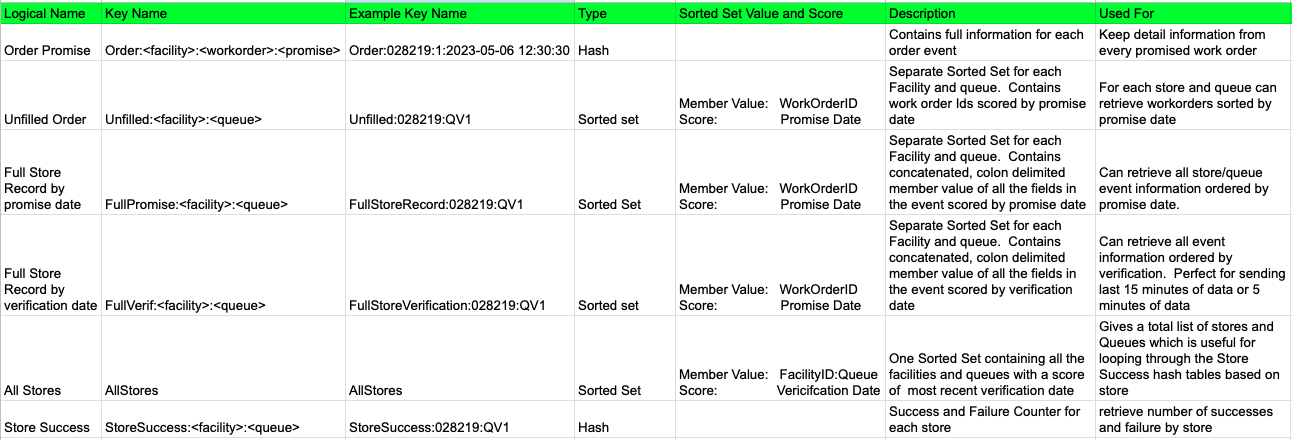 Logical Name Key Name Example Key Name Type Sorted Set Value and Score Description Used For
Order Promise Order:<facility>:<workorder>:<promise> Order:028219:1:2023-05-06 12:30:30 Hash
Contains full information for each
order event
Keep detail information from
every promised work order
Unfilled Order Unfilled:<facility>:<queue> Unfilled:028219:QV1 Sorted set
Member Value: WorkOrderID
Score: Promise Date
Separate Sorted Set for each
Facility and queue. Contains
work order Ids scored by promise
date
For each store and queue can
retrieve workorders sorted by
promise date
Full Store
Record by
promise date
FullPromise:<facility>:<queue> FullStoreRecord:028219:QV1 Sorted Set
Member Value: WorkOrderID
Score: Promise Date
Separate Sorted Set for each
Facility and queue. Contains
concatenated, colon delimited
member value of all the fields in
the event scored by promise date
Can retrieve all store/queue
event information ordered by
promise date.
Full Store
Record by
verification date
FullVerif:<facility>:<queue> FullStoreVerification:028219:QV1 Sorted set
Member Value: WorkOrderID
Score: Promise Date
Separate Sorted Set for each
Facility and queue. Contains
concatenated, colon delimited
member value of all the fields in
the event scored by verification
date
Can retrieve all event
information ordered by
verification. Perfect for sending
last 15 minutes of data or 5
minutes of data
All Stores AllStores AllStores Sorted Set
Member Value: FacilityID:Queue
Score: Vericifcation Date
One Sorted Set containing all the
facilities and queues with a score
of most recent verification date
Gives a total list of stores and
Queues which is useful for
looping through the Store
Success hash tables based on
store
Store Success StoreSuccess:<facility>:<queue> StoreSuccess:028219:QV1 Hash
Success and Failure Counter for
each store
retrieve number of successes
and failure by store